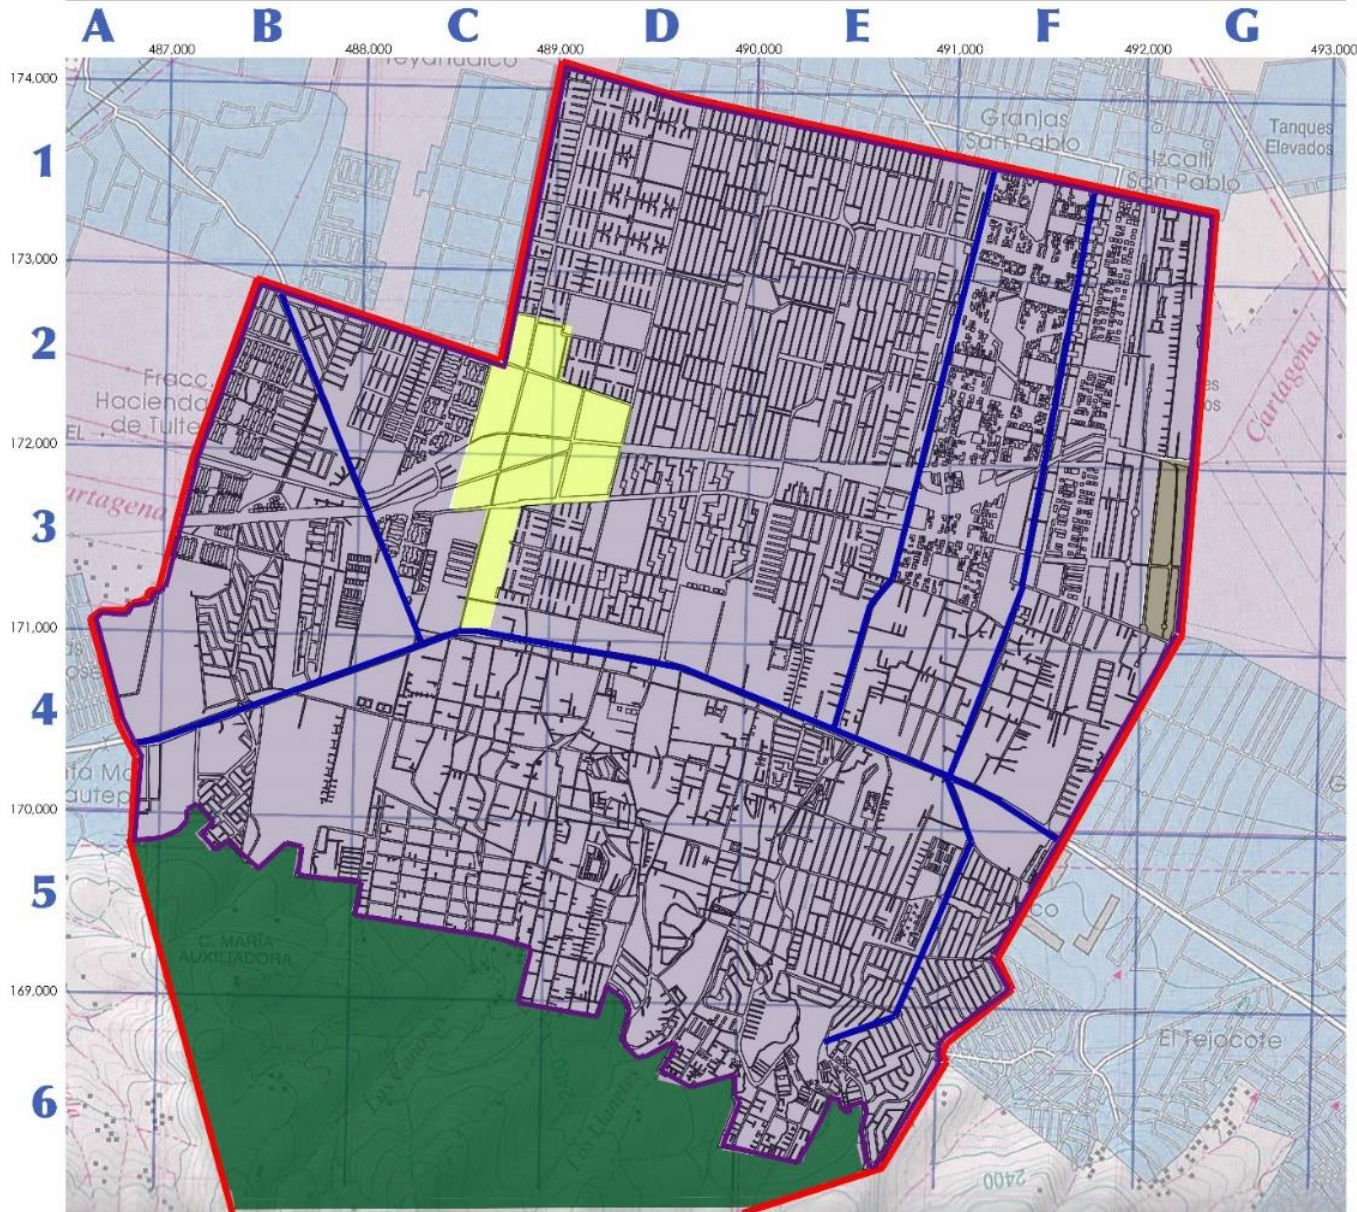 A B C D E F G
487.000 488.000 489.000 490.000 491.000 492.000 493.000
174.000
1
Granjas
San Pablo
Tanques
Elevados
Izcalli
San Pablo
173.000
2
Fracc.
Hacienda
de Tulte
Cartagena
172.000
EL
artagena
3
171.000
4
170.000
5
C. MARÍA
AUXILIADORA
169.000
El Tejocote
6
2400
2400